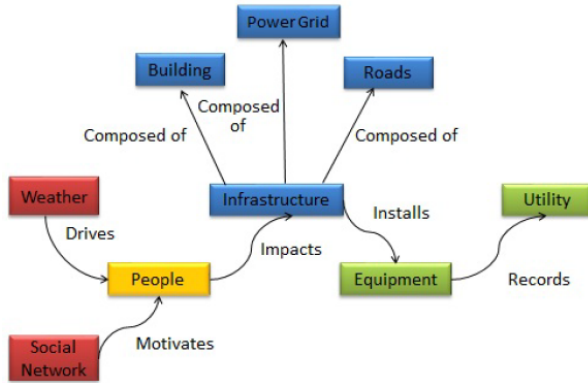 Power Grid
Building
Roads
Composed
of
Composed of
Composed of
Weather
Infrastructure
Utility
Installs
Drives
Impacts
People
Equipment
Records
Social
Network
Motivates